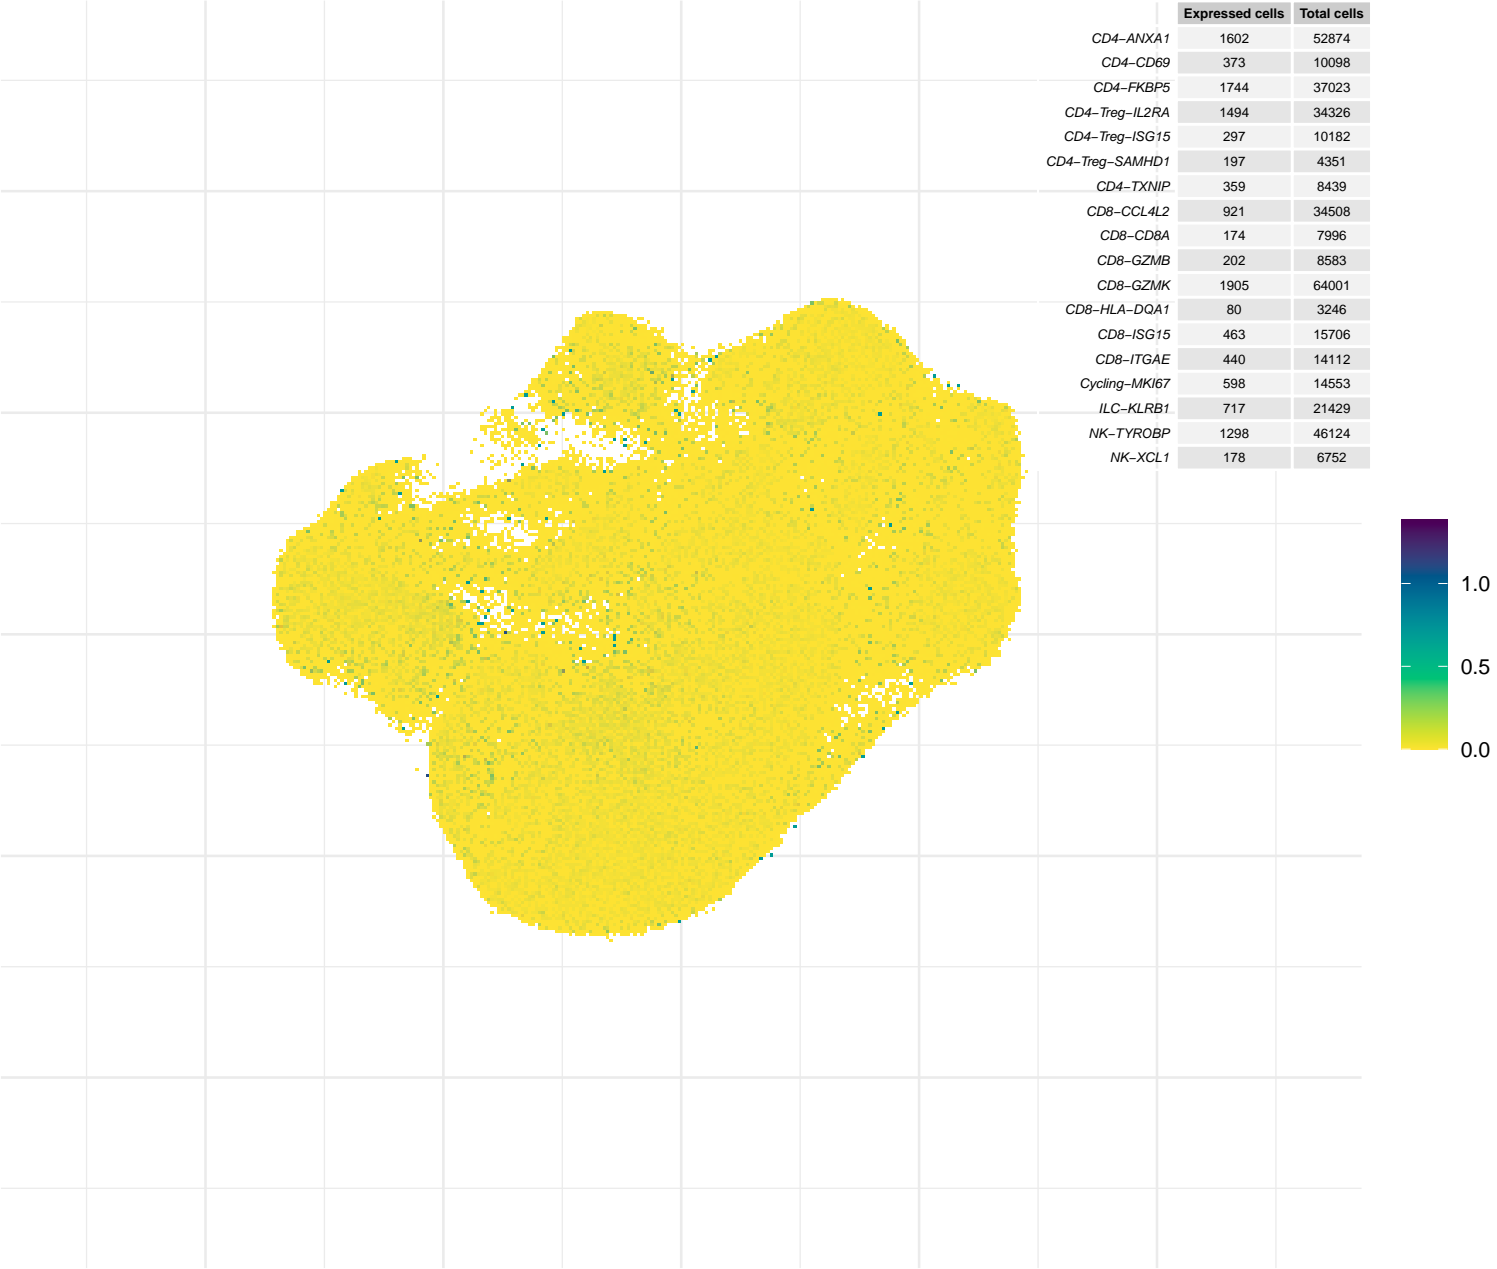 Expressed cells Total cells
CD4−ANXA1 1602 52874
CD4−CD69 373 10098
CD4−FKBP5 1744 37023
CD4−Treg−IL2RA 1494 34326
CD4−Treg−ISG15 297 10182
CD4−Treg−SAMHD1 197 4351
CD4−TXNIP 359 8439
CD8−CCL4L2 921 34508
CD8−CD8A 174 7996
CD8−GZMB 202 8583
CD8−GZMK 1905 64001
CD8−HLA−DQA1 80 3246
CD8−ISG15 463 15706
CD8−ITGAE 440 14112
Cycling−MKI67 598 14553
ILC−KLRB1 717 21429
NK−TYROBP 1298 46124
NK−XCL1 178 6752
1.0
0.5
0.0